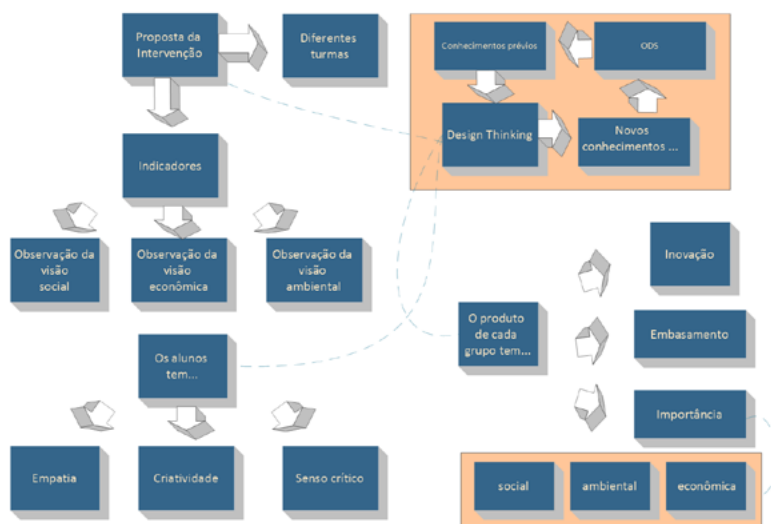 Proposta da
Intervenção
Diferentes
turmas
Indicadores
Observação da
visão
social
Observação da
visão
econômica
Observação da
visão
ambiental
Os alunos
tem...
Empatia
Criatividade
Senso crítico
Conhecimentos prévios
ODS
Design Thinking
Novos
conhecimentos ...
O produto
de cada
grupo tem...
Inovação
Embasamento
Importância
social
ambiental
econômica